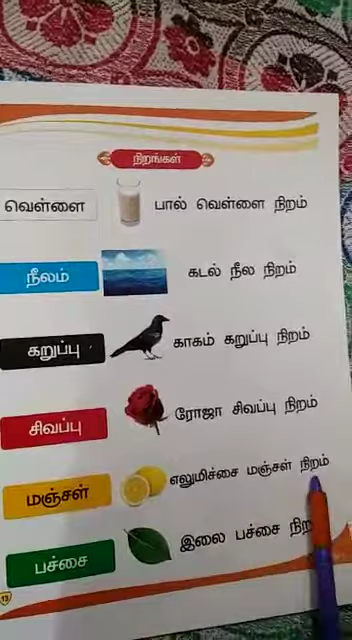 நிறங்கள்
வெள்ளை பால் வெள்ளை நிறம்
நீலம் கடல் நீல நிறம்
கறுப்பு காகம் கறுப்பு நிறம்
சிவப்பு ரோஜா சிவப்பு நிறம்
மஞ்சள் எலுமிச்சை மஞ்சள் நிறம்
பச்சை இலை பச்சை
13